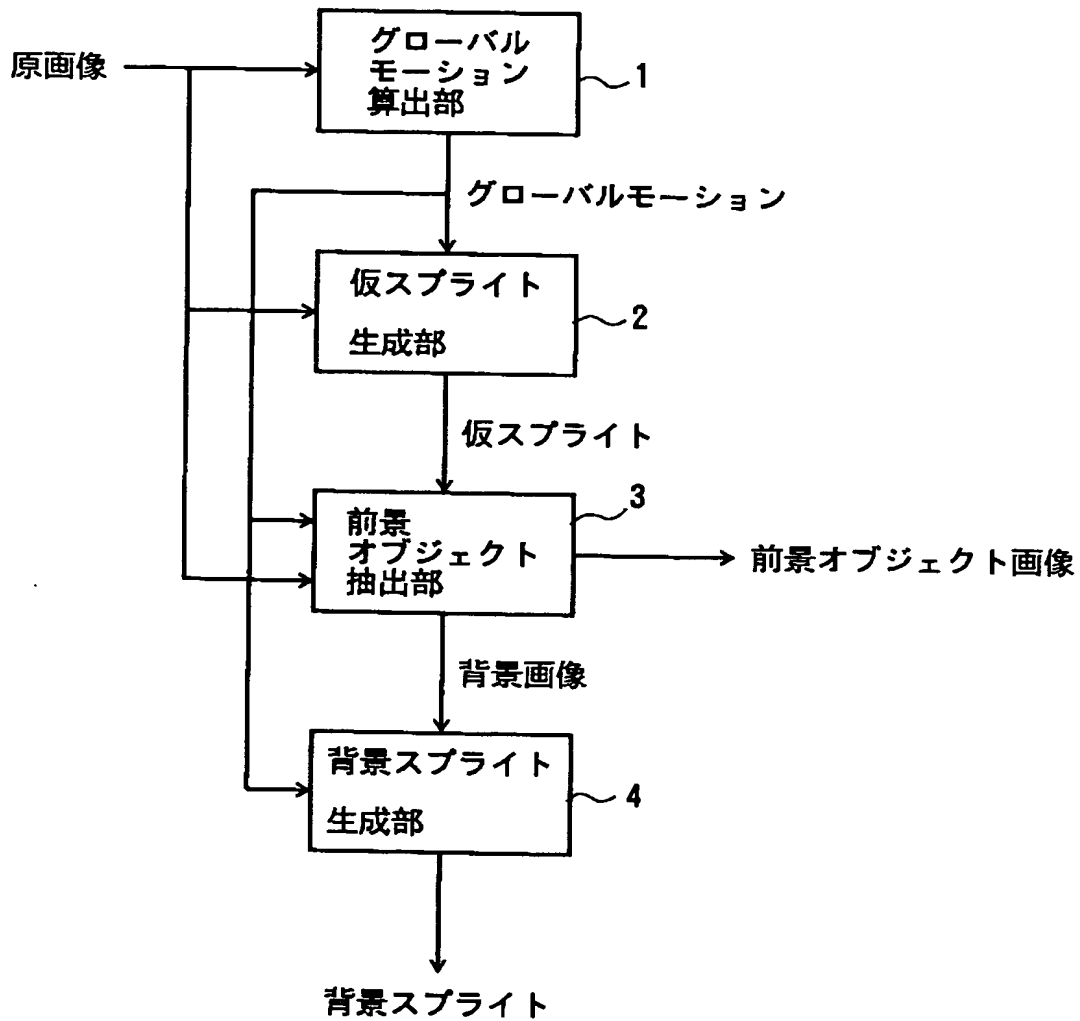 グローバル
モーション
算出部
原画像
1
グローバルモーション
仮スプライト
生成部
2
仮スプライト
3
前景
オブジェクト
抽出部
前景オブジェクト画像
背景画像
背景スプライト
生成部
4
背景スプライト